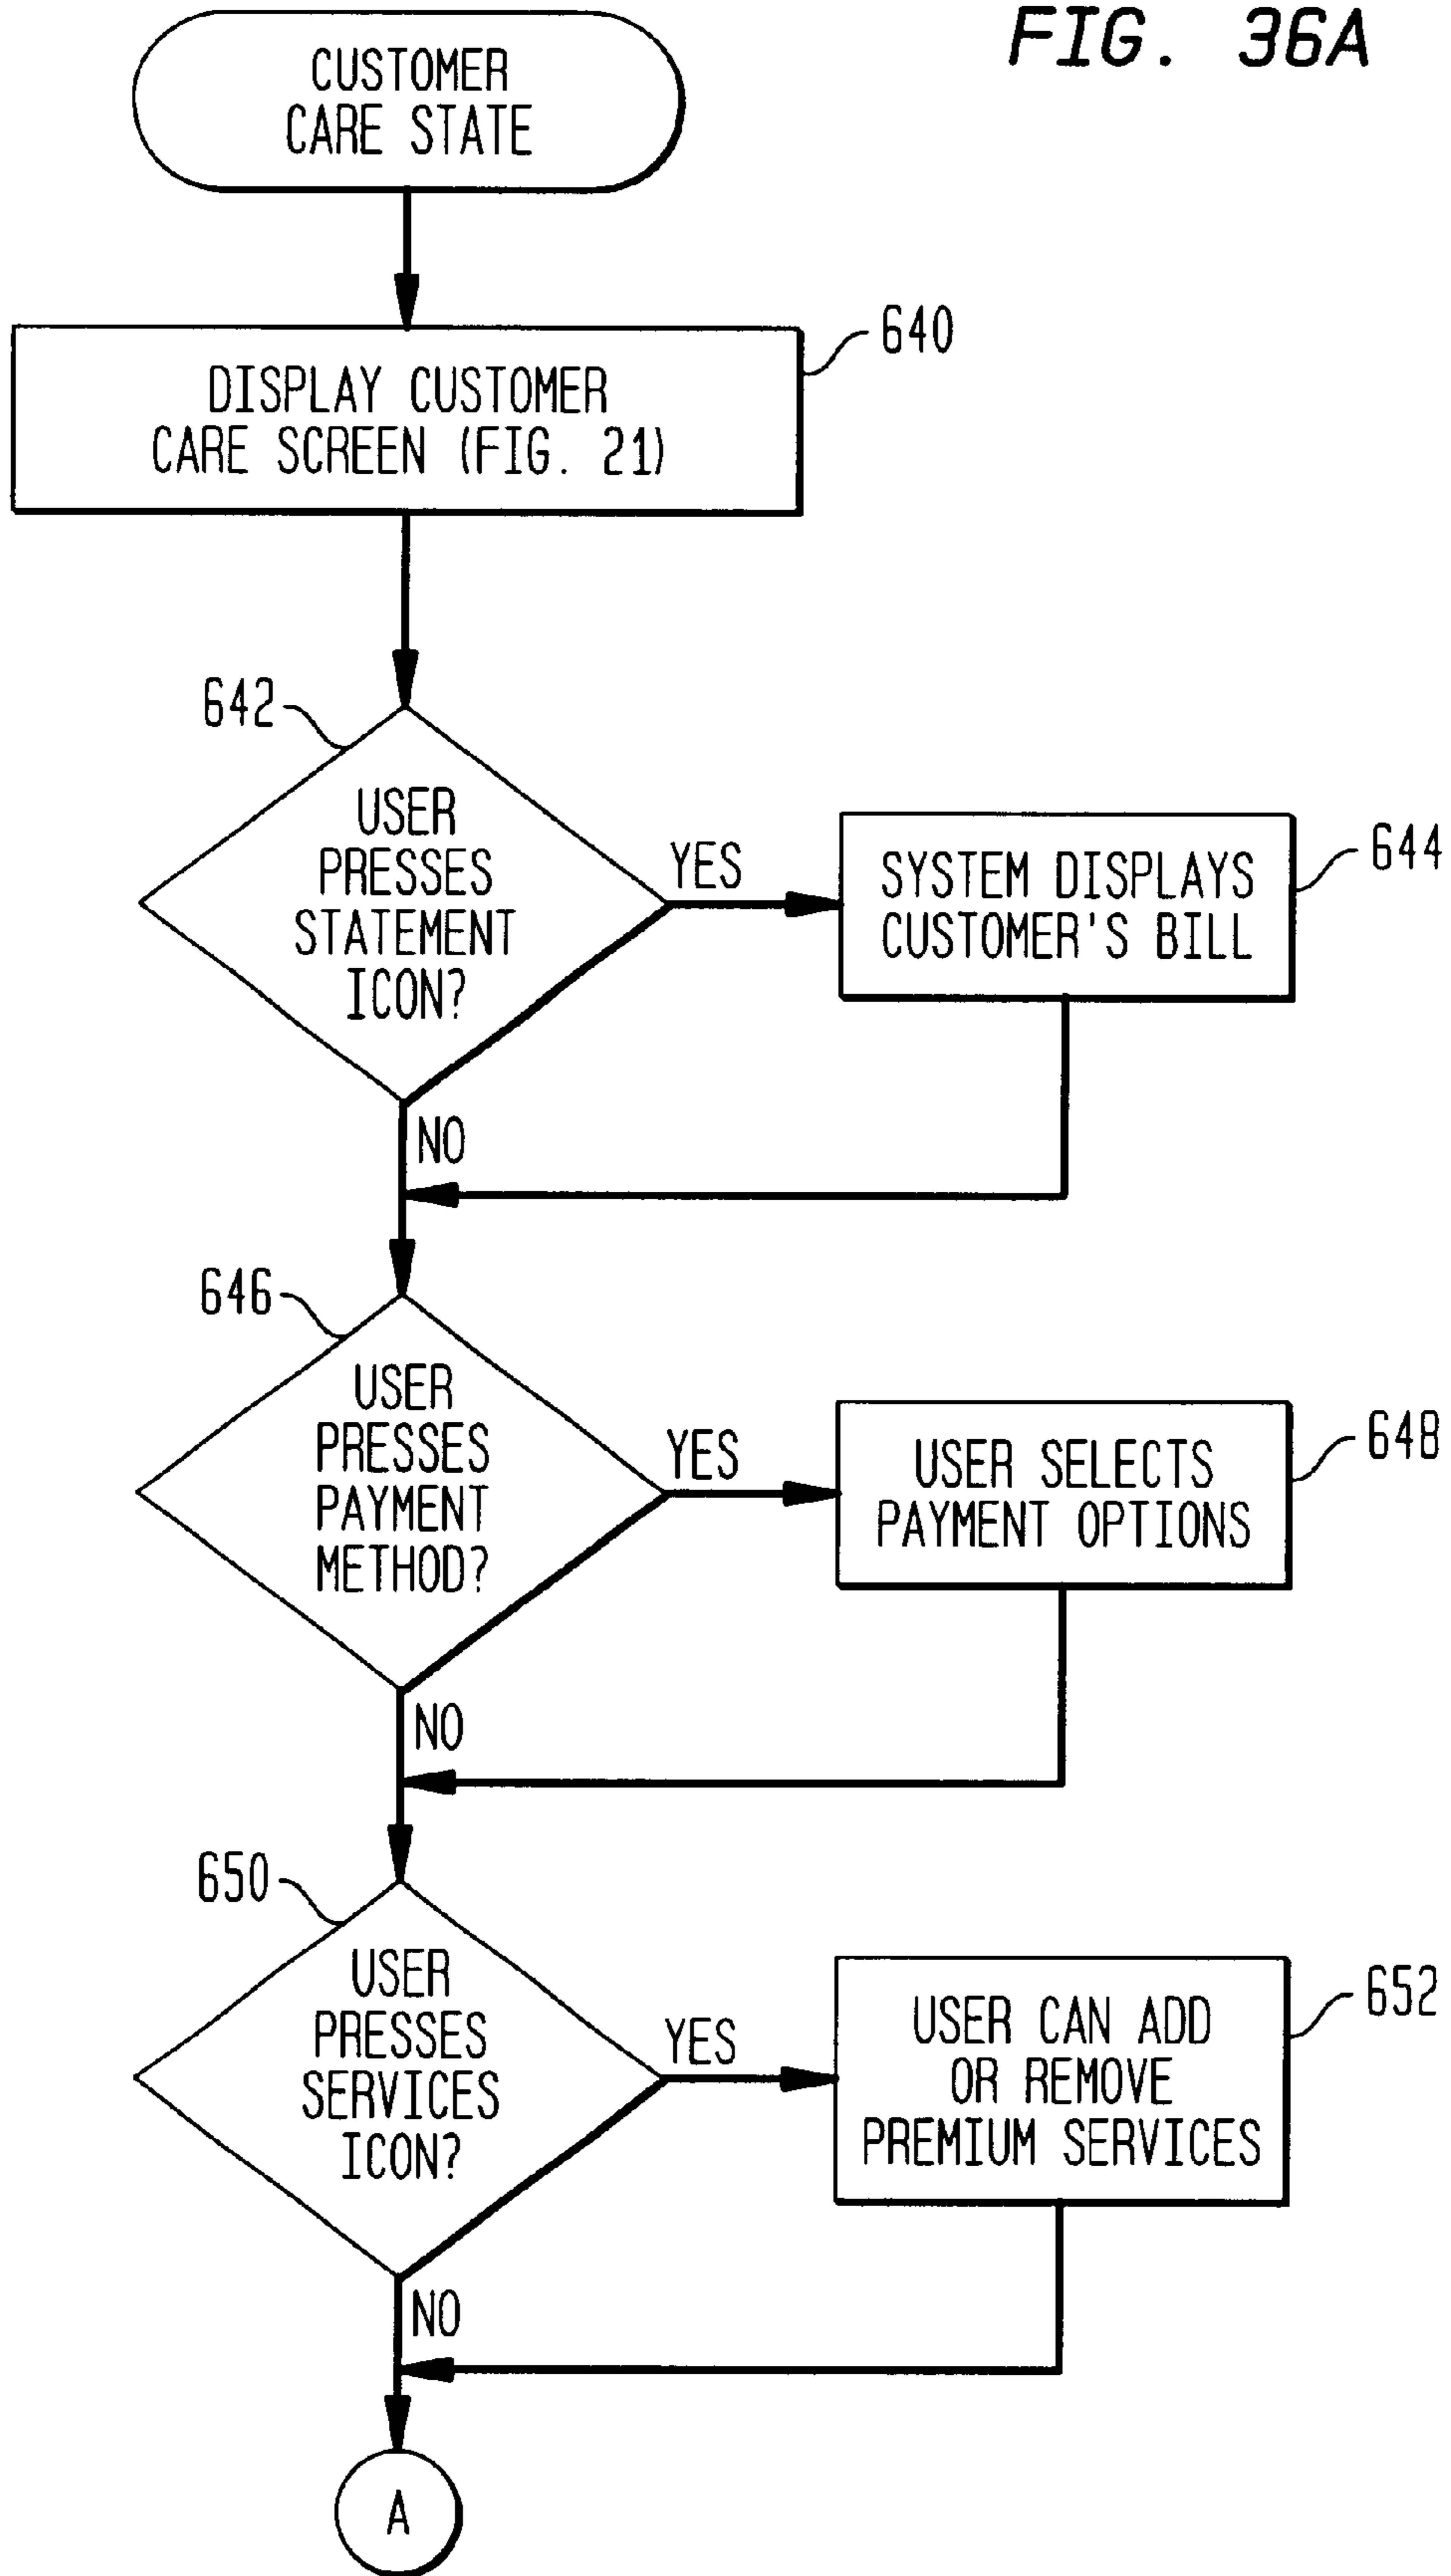 FIG. 36A
CUSTOMER
CARE STATE
640
DISPLAY CUSTOMER
CARE SCREEN (FIG. 21)
642
USER
PRESSES
STATEMENT
ICON?
YES
SYSTEM DISPLAYS
CUSTOMER'S BILL
644
NO
646
USER
PRESSES
PAYMENT
METHOD?
YES
USER SELECTS
PAYMENT OPTIONS
648
NO
650
USER
PRESSES
SERVICES
ICON?
YES
USER CAN ADD
OR REMOVE
PREMIUM SERVICES
652
NO
A